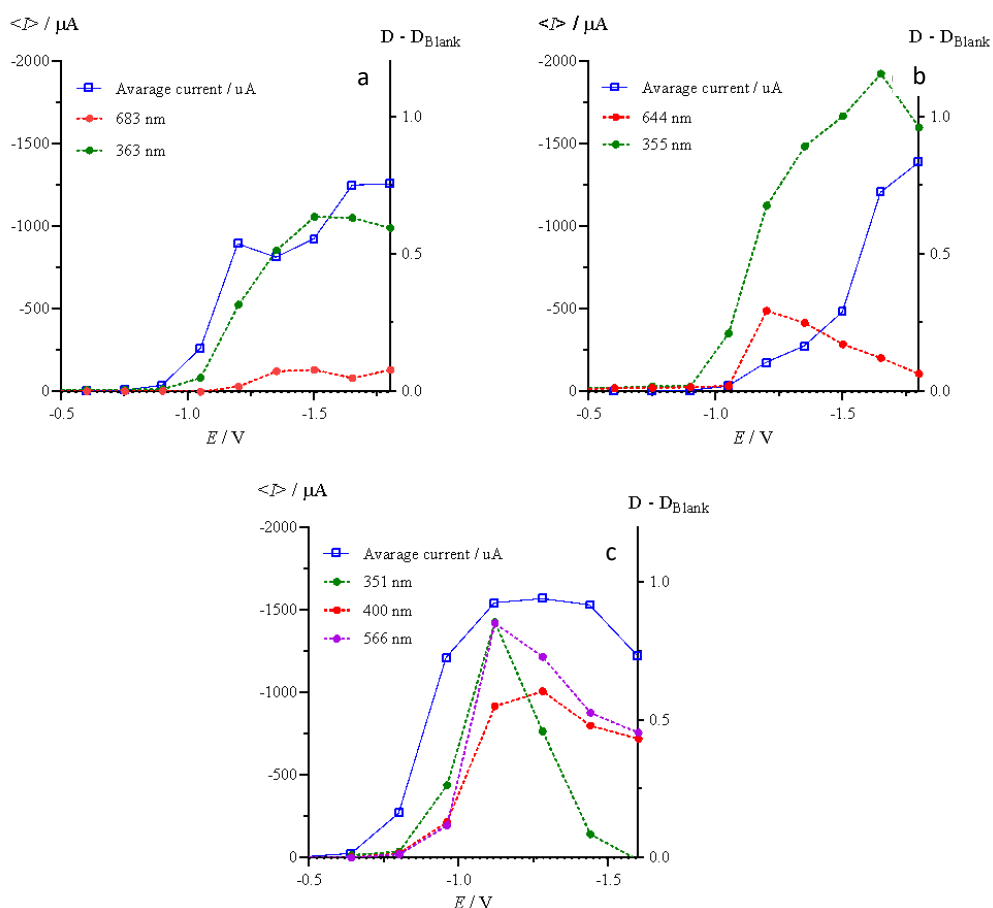 <I> / μA
D - DBlank
a
-2000
-1500
-1000
-500
0
Avarage current / uA
683 nm
363 nm
1.0
0.5
0.0
-0.5
-1.0
-1.5
E / V
<I> / μA
D - DBlank
b
-2000
-1500
-1000
-500
0
Avarage current / uA
644 nm
355 nm
1.0
0.5
0.0
-0.5
-1.0
-1.5
E / V
<I> / μA
D - DBlank
c
-2000
-1500
-1000
-500
0
Avarage current / uA
351 nm
400 nm
566 nm
1.0
0.5
0.0
-0.5
-1.0
-1.5
E / V